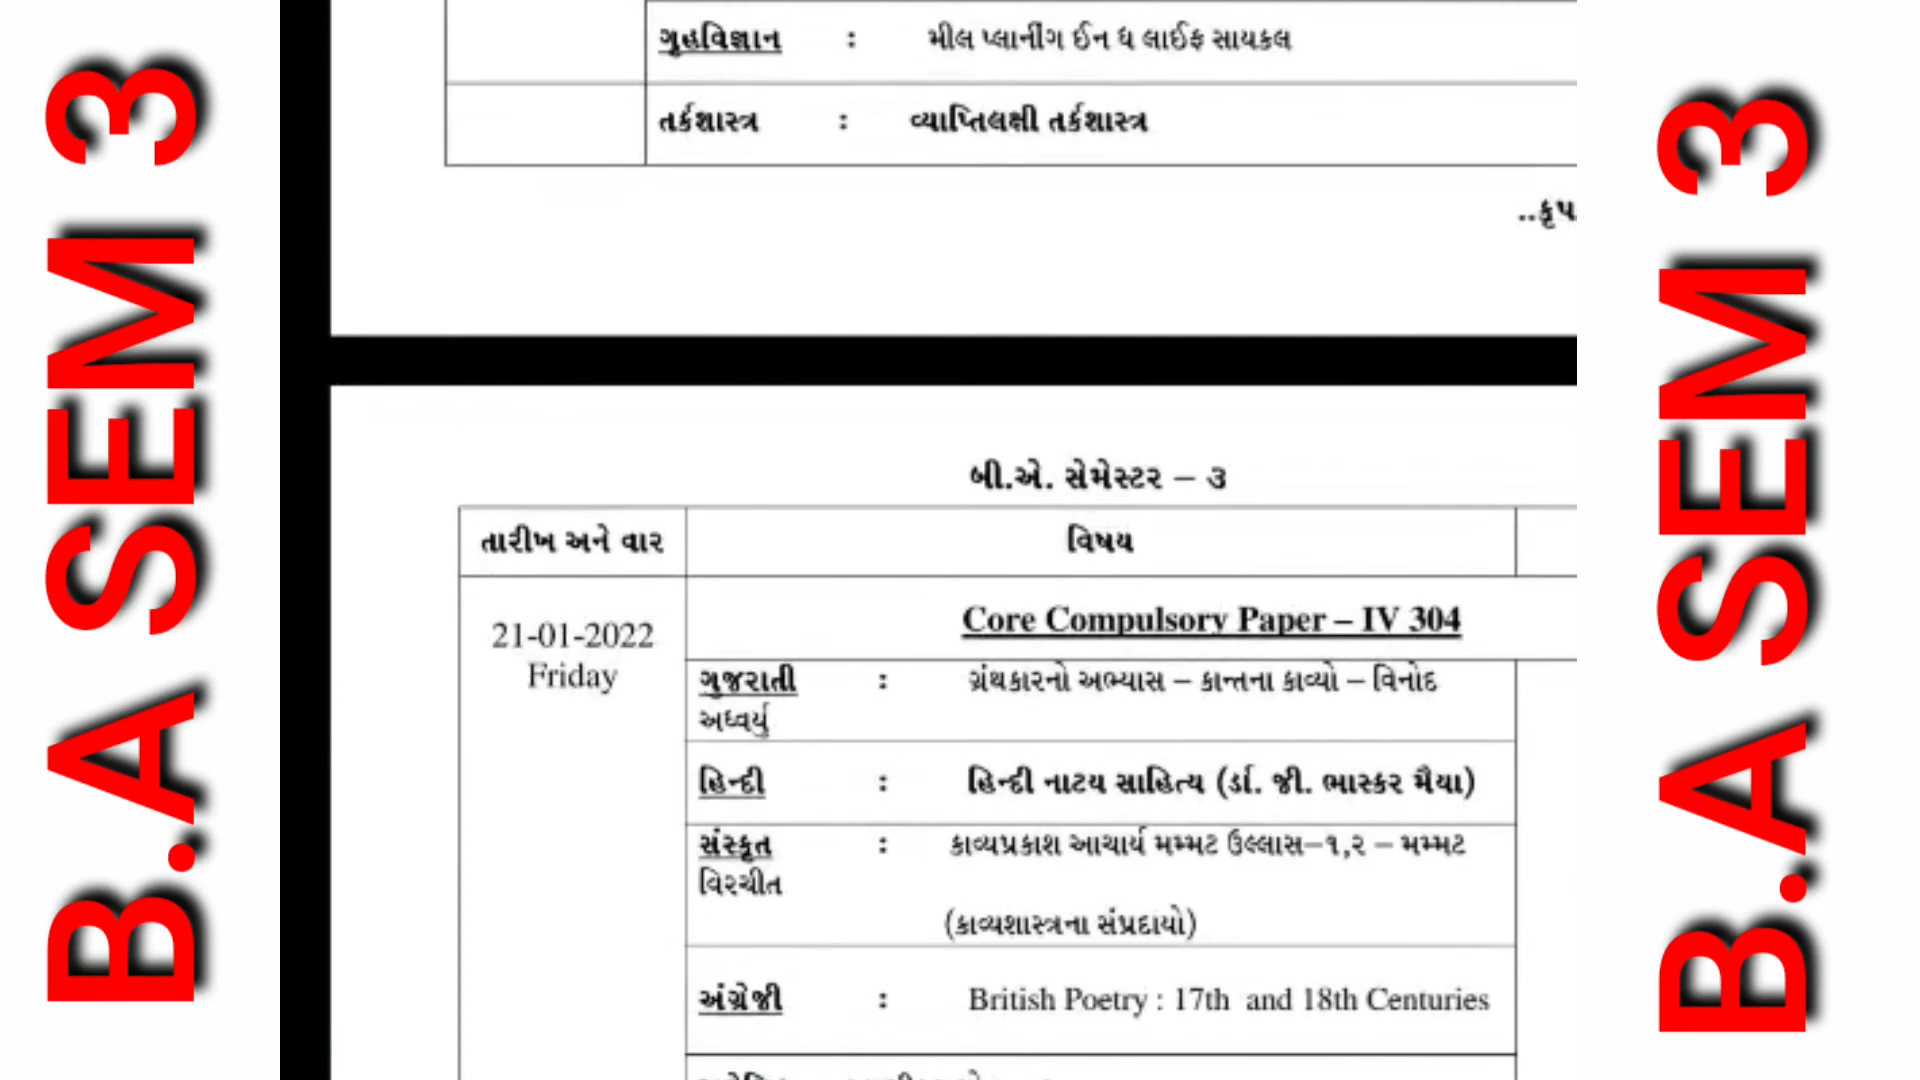 B.A SEM 3
ગૃહવિજ્ઞાન : મીલ પ્લાનીંગ ઈન ધ લાઈફ સાયકલ
તર્કશાસ્ત્ર : વ્યાપ્તિલક્ષી તર્કશાસ્ત્ર
..કૃપ
બી.એ. સેમેસ્ટર – ૩
તારીખ અને વાર વિષય
Core Compulsory Paper – IV 304
21-01-2022
Friday
ગુજરાતી : ગ્રંથકારનો અભ્યાસ – કાન્તના કાવ્યો – વિનોદ
અધ્વર્યુ
હિન્દી : હિન્દી નાટય સાહિત્ય (ર્ડા. જી. ભાસ્કર મૈયા)
સંસ્કૃત : કાવ્યપ્રકાશ આચાર્ય મમ્મટ ઉલ્લાસ–૧,૨ – મમ્મટ
વિરચીત
(કાવ્યશાસ્ત્રના સંપ્રદાયો)
અંગ્રેજી : British Poetry : 17th and 18th Centuries
B.A SEM 3